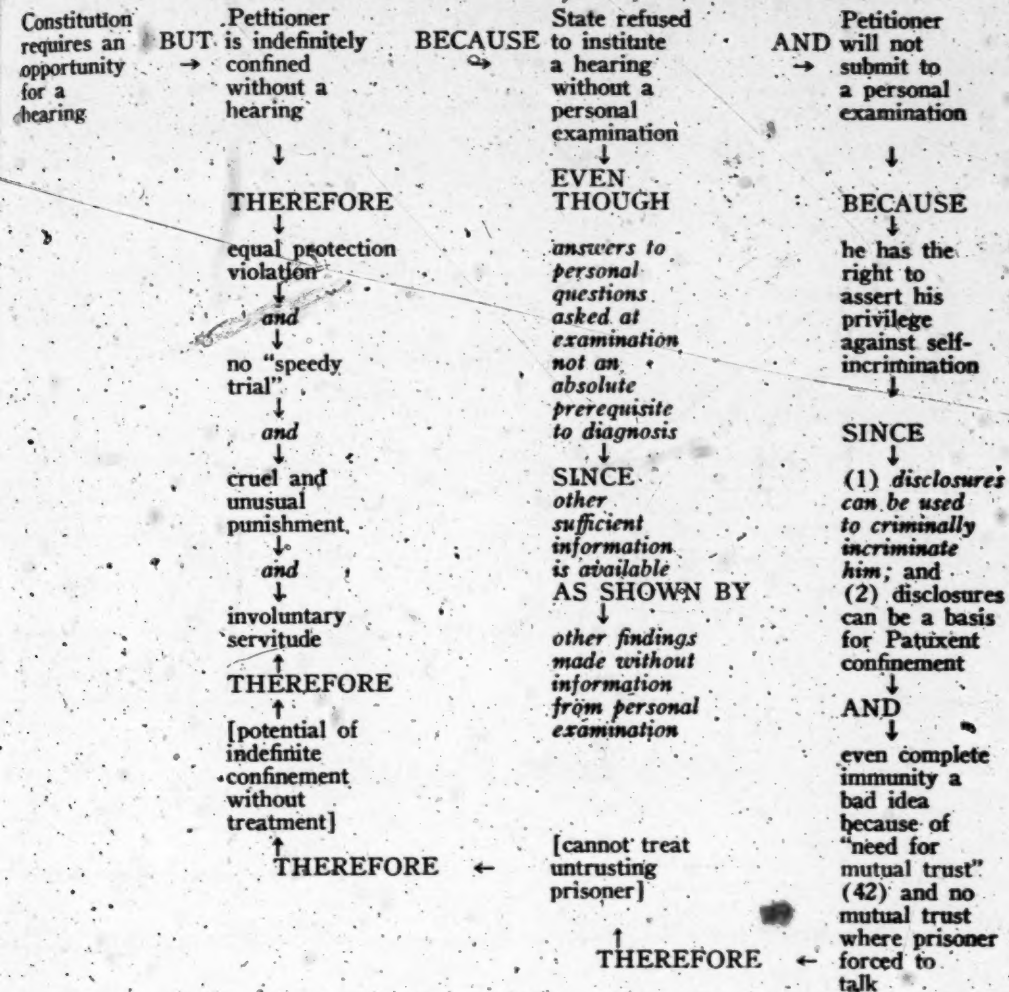 Constitution
requires an
opportunity
for a
hearing
BUT
→
Petitioner
is indefinitely
confined
without a
hearing
BECAUSE
→
State refused
to institute
a hearing
without a
personal
examination
AND
→
Petitioner
will not
submit to
a personal
examination
↓
THEREFORE
↓
equal protection
violation
↓
and
↓
no "speedy
trial"
↓
and
↓
cruel and
unusual
punishment
↓
and
↓
involuntary
servitude
↑
THEREFORE
↑
[potential of
indefinite
confinement
without
treatment]
↑
THEREFORE ←
↓
EVEN
THOUGH
answers to
personal
questions
asked at
examination
not an
absolute
prerequisite
to diagnosis
↓
SINCE
other
sufficient
information
is available
AS SHOWN BY
↓
other findings
made without
information
from personal
examination
[cannot treat
untrusting
prisoner]
↑
THEREFORE ←
↓
BECAUSE
↓
he has the
right to
assert his
privilege
against self-
incrimination
↓
SINCE
↓
(1) disclosures
can be used
to criminally
incriminate
him; and
(2) disclosures
can be a basis
for Patuxent
confinement
↓
AND
↓
even complete
immunity a
bad idea
because of
"need for
mutual trust"
(42) and no
mutual trust
where prisoner
forced to
talk